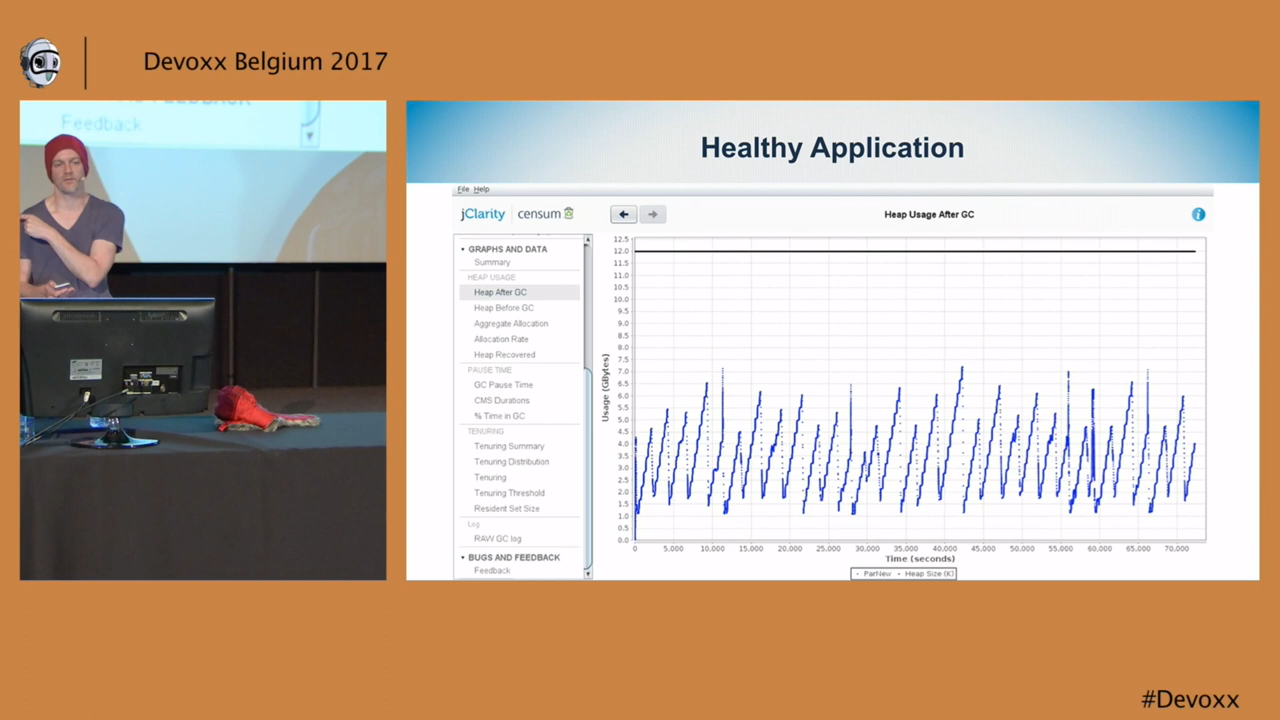 Devoxx Belgium 2017
Feedback
Healthy Application
File Help
jClarity censum
Heap Usage After GC
GRAPHS AND DATA
Summary
HEAP USAGE
Heap After GC
Heap Before GC
Aggregate Allocation
Allocation Rate
Heap Recovered
PAUSE TIME
GC Pause Time
CMS Durations
% Time in GC
TENURING
Tenuring Summary
Tenuring Distribution
Tenuring
Tenuring Threshold
Resident Set Size
Log
RAW GC log
BUGS AND FEEDBACK
Feedback
Usage (GBytes)
12.5
12.0
11.5
11.0
10.5
10.0
9.5
9.0
8.5
8.0
7.5
7.0
6.5
6.0
5.5
5.0
4.5
4.0
3.5
3.0
2.5
2.0
1.5
1.0
0.5
0.0
0 5,000 10,000 15,000 20,000 25,000 30,000 35,000 40,000 45,000 50,000 55,000 60,000 65,000 70,000
Time (seconds)
ParNew Heap Size (K)
#Devoxx